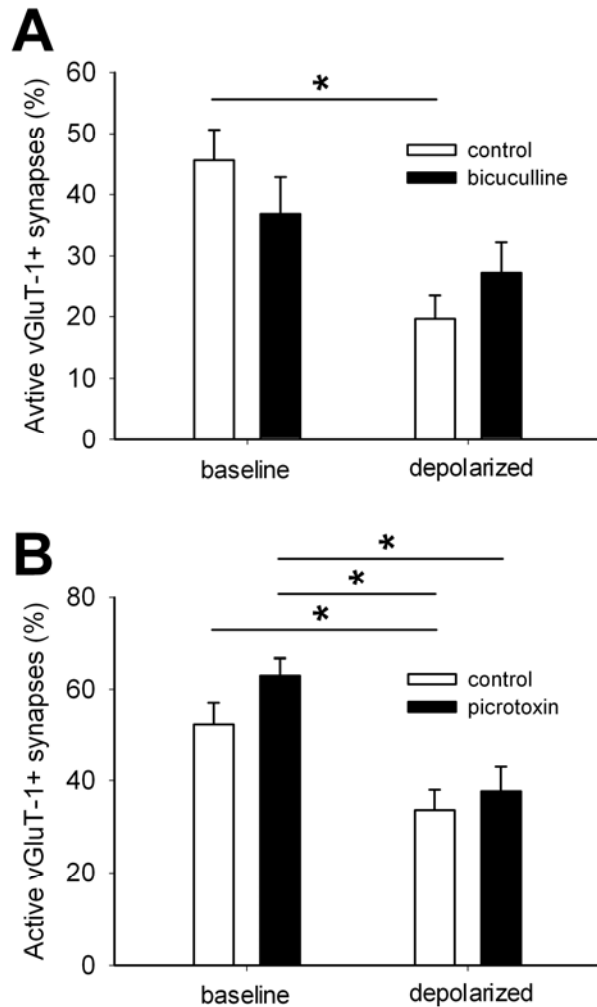 A
60
50
40
30
20
10
0
Avtive vGluT-1+ synapses (%)
*
control
bicuculline
baseline depolarized
B
80
60
40
20
0
Active vGluT-1+ synapses (%)
*
*
*
control
picrotoxin
baseline depolarized